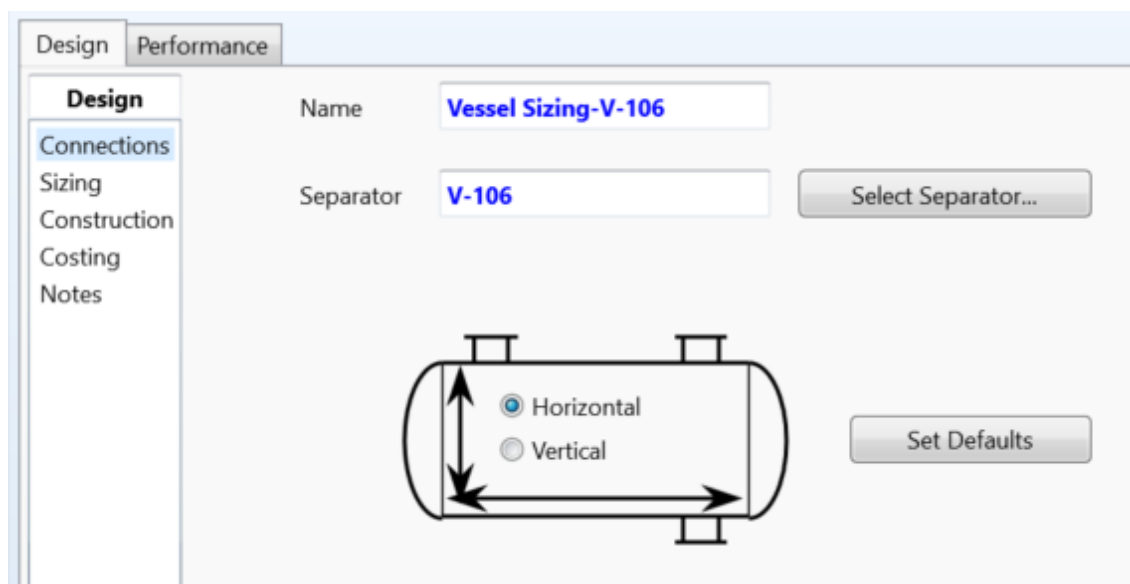 Design Performance
Design
Connections
Sizing
Construction
Costing
Notes
Name Vessel Sizing-V-106
Separator V-106 Select Separator...
Horizontal
Vertical
Set Defaults